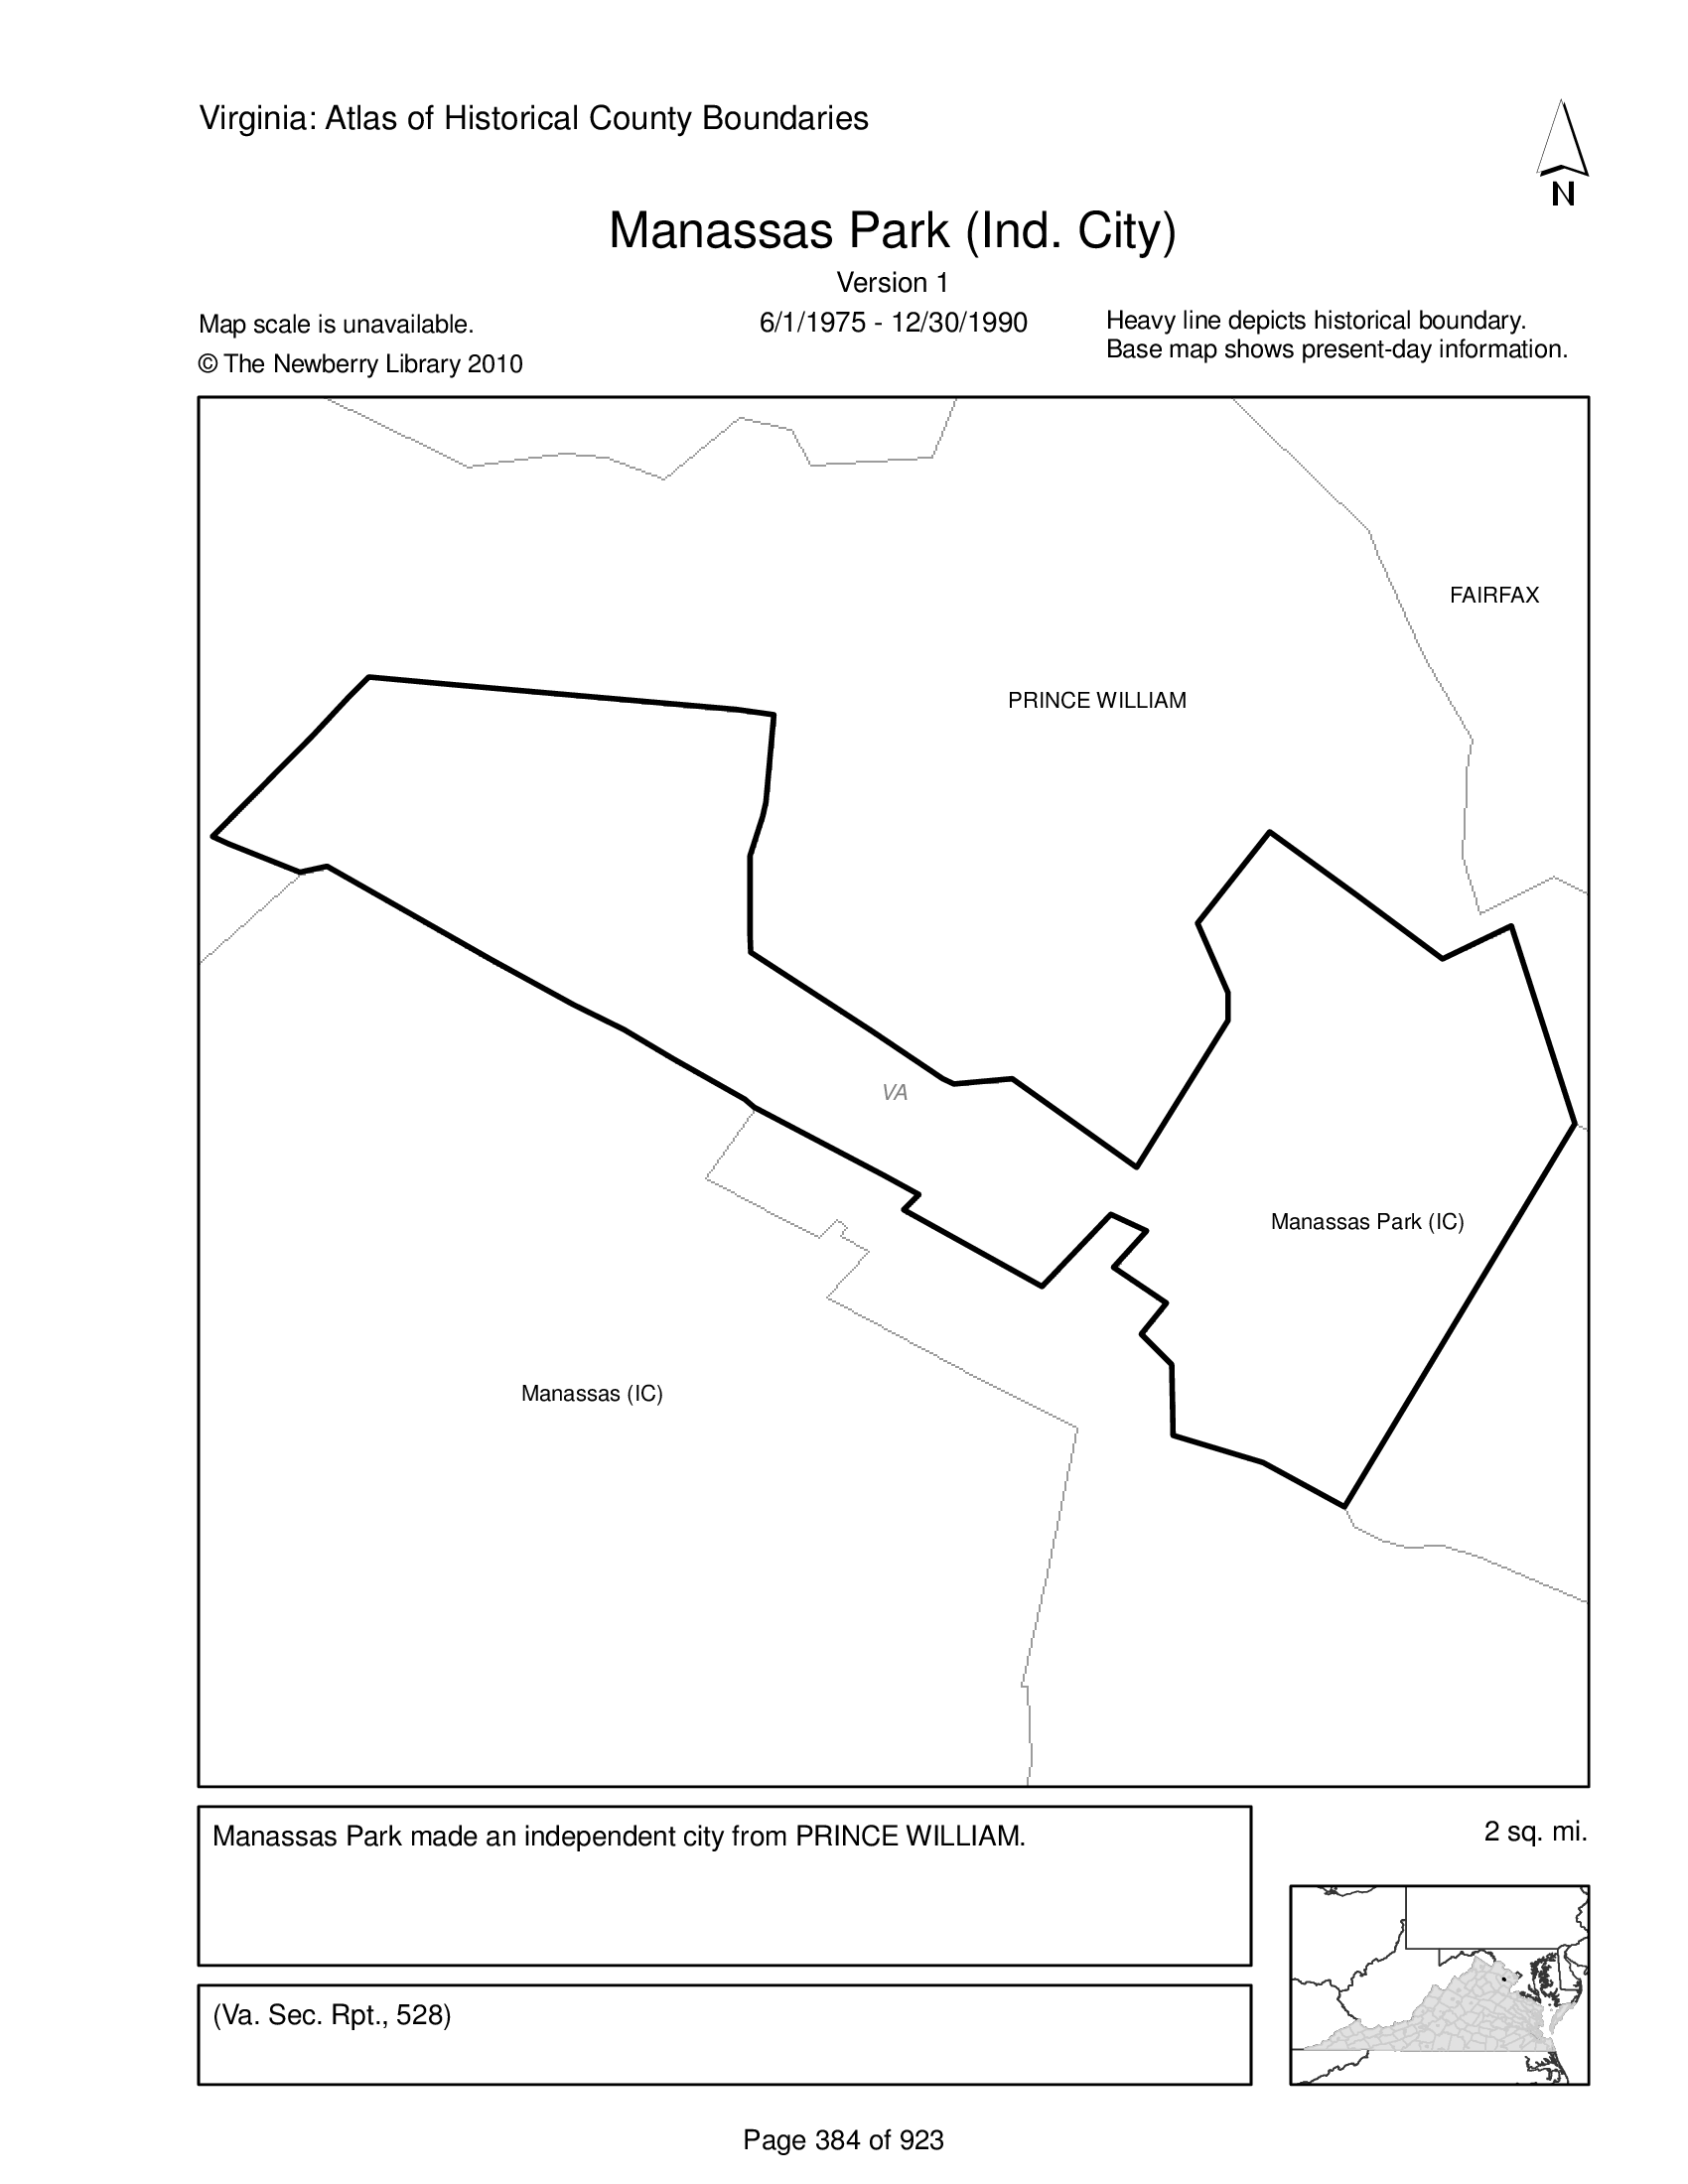 Virginia: Atlas of Historical County Boundaries
N
Manassas Park (Ind. City)
Version 1
6/1/1975 - 12/30/1990
Map scale is unavailable.
© The Newberry Library 2010
Heavy line depicts historical boundary.
Base map shows present-day information.
FAIRFAX
PRINCE WILLIAM
VA
Manassas Park (IC)
Manassas (IC)
Manassas Park made an independent city from PRINCE WILLIAM.
2 sq. mi.
(Va. Sec. Rpt., 528)
Page 384 of 923